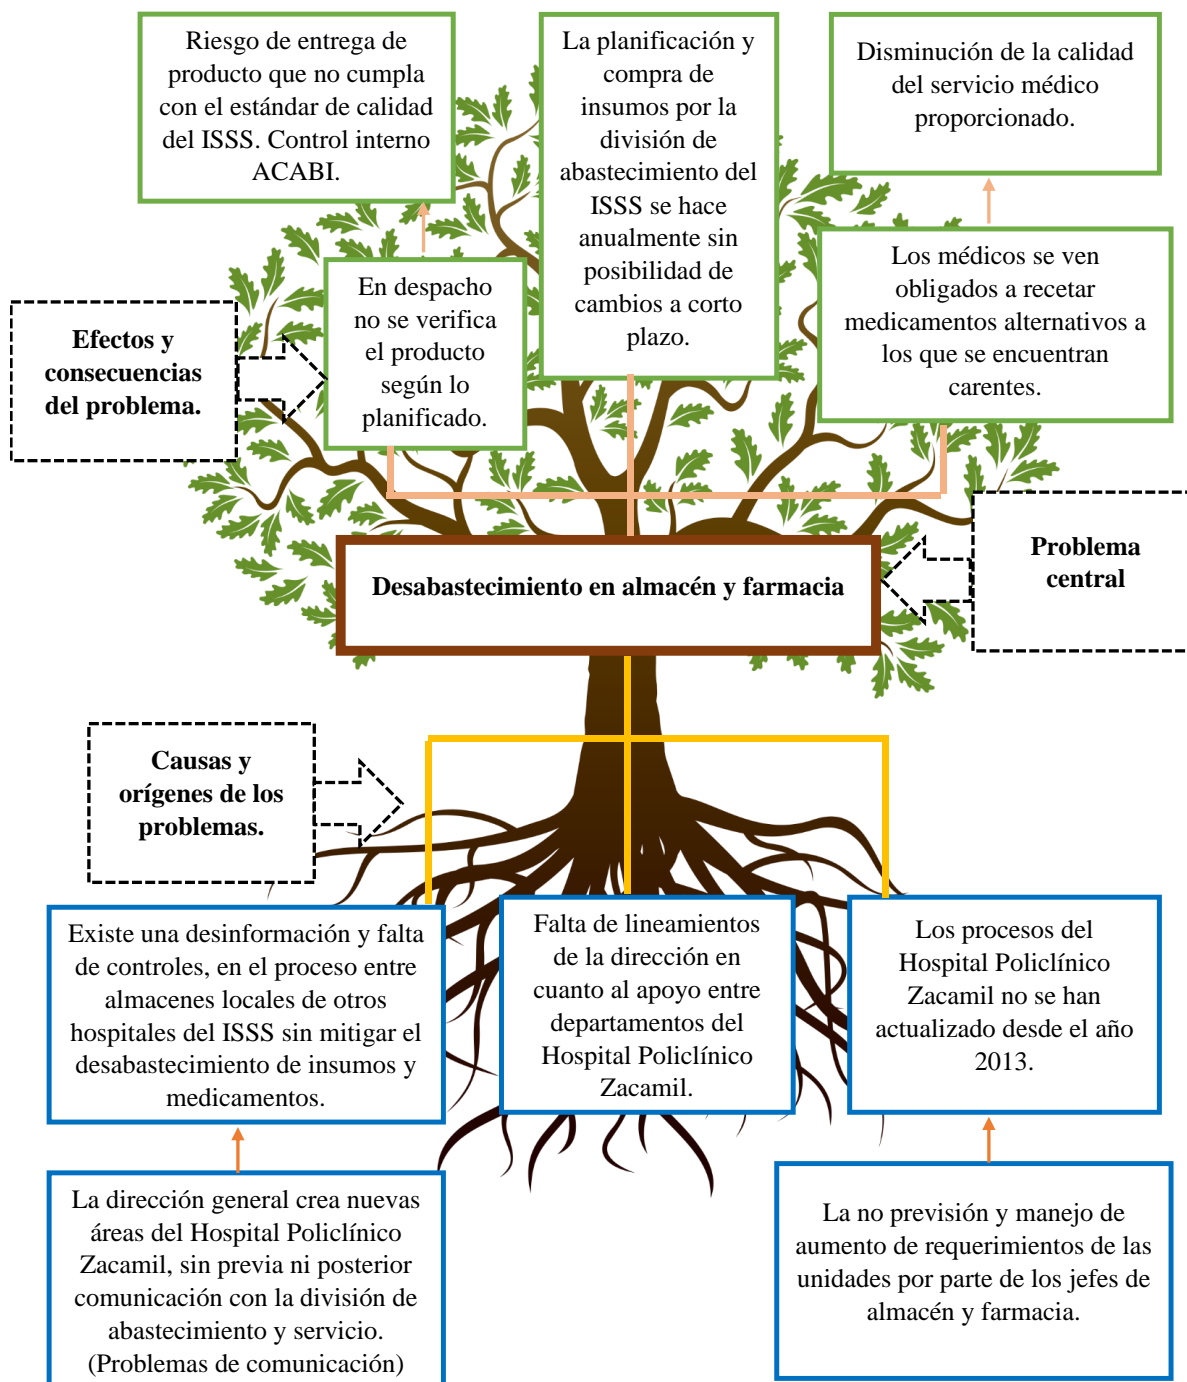 Riesgo de entrega de
producto que no cumpla
con el estándar de calidad
del ISSS. Control interno
ACABI.
La planificación y
compra de
insumos por la
división de
abastecimiento del
ISSS se hace
anualmente sin
posibilidad de
cambios a corto
plazo.
Disminución de la calidad
del servicio médico
proporcionado.
En despacho
no se verifica
el producto
según lo
planificado.
Los médicos se ven
obligados a recetar
medicamentos alternativos a
los que se encuentran
carentes.
Efectos y
consecuencias
del problema.
Desabastecimiento en almacén y farmacia
Problema
central
Causas y
orígenes de los
problemas.
Existe una desinformación y falta
de controles, en el proceso entre
almacenes locales de otros
hospitales del ISSS sin mitigar el
desabastecimiento de insumos y
medicamentos.
Falta de lineamientos
de la dirección en
cuanto al apoyo entre
departamentos del
Hospital Policlínico
Zacamil.
Los procesos del
Hospital Policlínico
Zacamil no se han
actualizado desde el año
2013.
La dirección general crea nuevas
áreas del Hospital Policlínico
Zacamil, sin previa ni posterior
comunicación con la división de
abastecimiento y servicio.
(Problemas de comunicación)
La no previsión y manejo de
aumento de requerimientos de las
unidades por parte de los jefes de
almacén y farmacia.